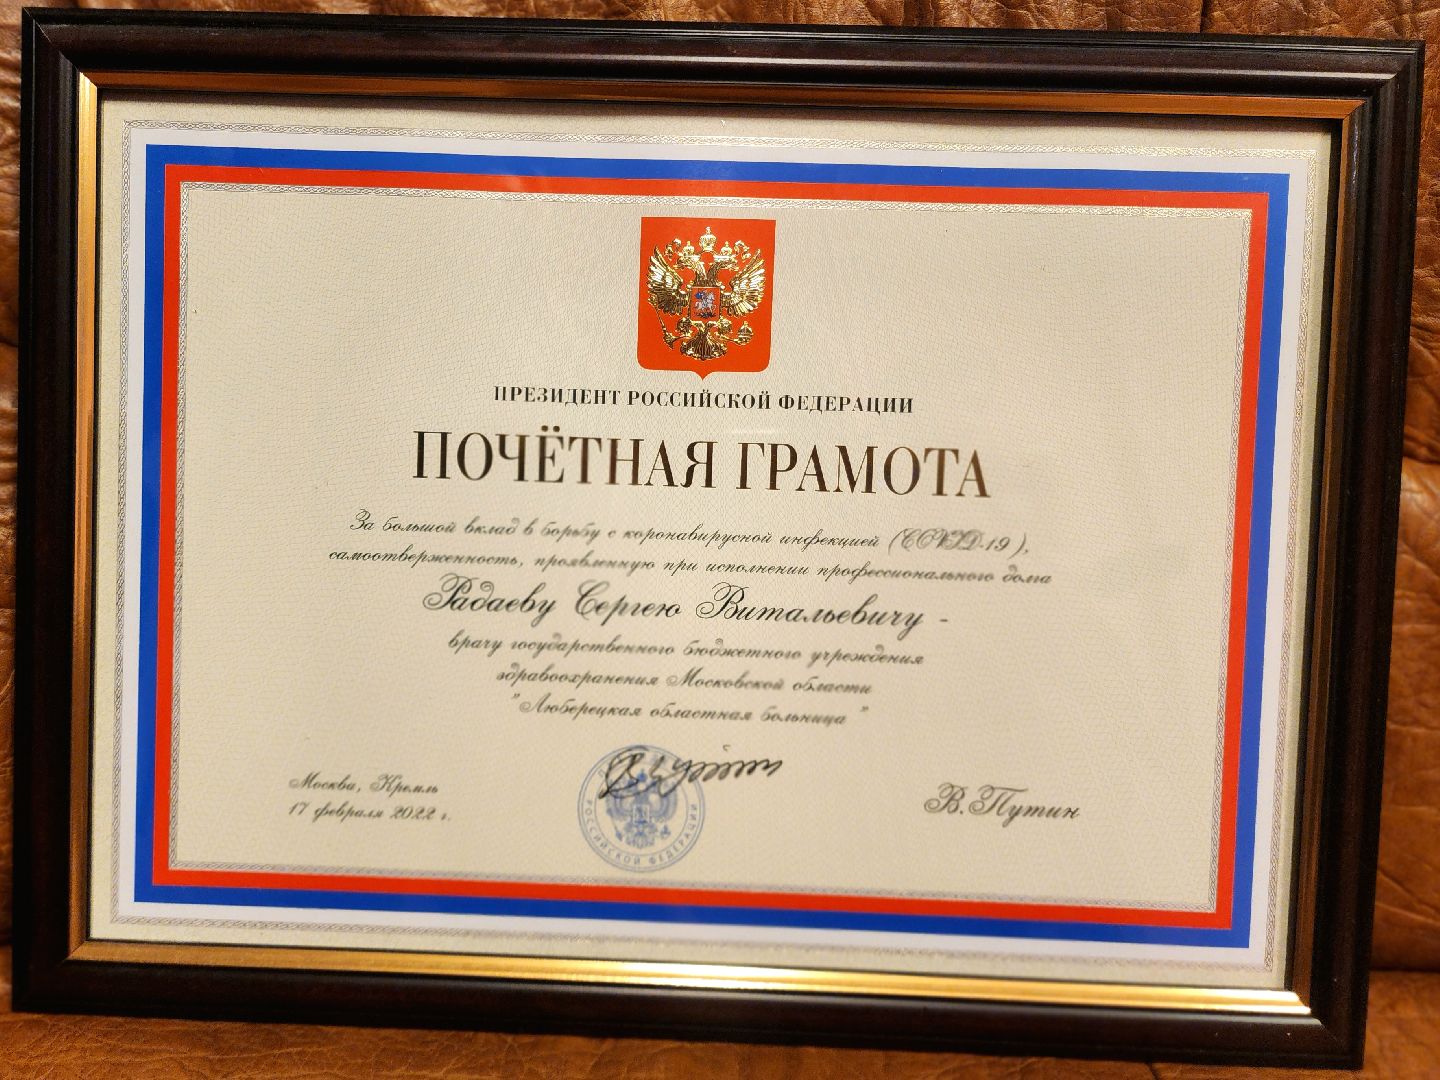 ПРЕЗИДЕНТ РОССИЙСКОЙ ФЕДЕРАЦИИ
ПОЧЁТНАЯ ГРАМОТА
За большой вклад в борьбу с коронавирусной инфекцией (COVID-19),
самоотверженность, проявленную при исполнении профессионального долга
Радаеву Сергею Витальевичу -
врачу государственного бюджетного учреждения
здравоохранения Московской области
"Люберецкая областная больница"
Москва, Кремль
17 февраля 2022 г.
РОССИЙСКОЙ ФЕДЕРАЦИИ
В.Путин